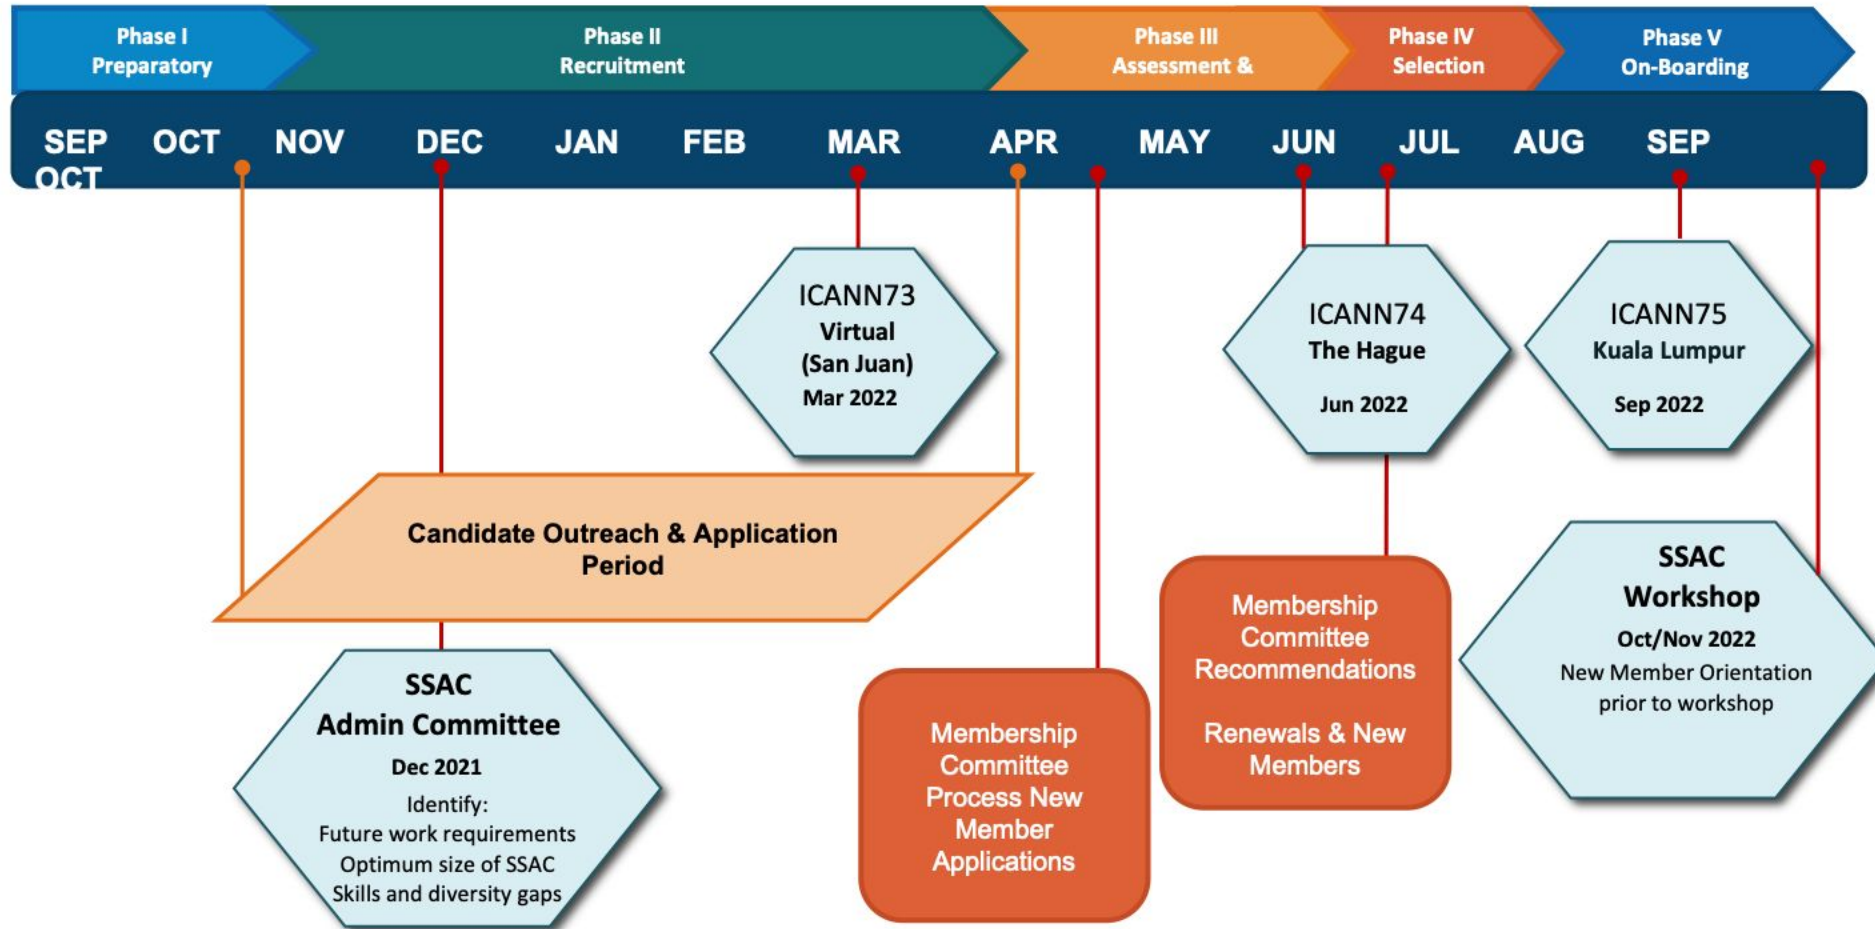 Phase I
Preparatory
Phase II
Recruitment
Phase III
Assessment &
Phase IV
Selection
Phase V
On-Boarding
SEP OCT NOV DEC JAN FEB MAR APR MAY JUN JUL AUG SEP
OCT
ICANN73
Virtual
(San Juan)
Mar 2022
ICANN74
The Hague
Jun 2022
ICANN75
Kuala Lumpur
Sep 2022
Candidate Outreach & Application
Period
SSAC
Admin Committee
Dec 2021
Identify:
Future work requirements
Optimum size of SSAC
Skills and diversity gaps
Membership
Committee
Process New
Member
Applications
Membership
Committee
Recommendations
Renewals & New
Members
SSAC
Workshop
Oct/Nov 2022
New Member Orientation
prior to workshop